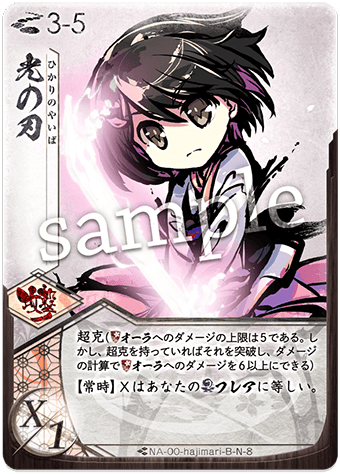 3-5
光の刃
ひかりのやいば
sample
攻撃
超克(オーラへのダメージの上限は5である。し
かし、超克を持っていればそれを突破し、ダメージ
の計算でオーラへのダメージを6以上にできる)
【常時】Xはあなたのフレアに等しい。
X/1
NA-00-hajimari-B-N-8